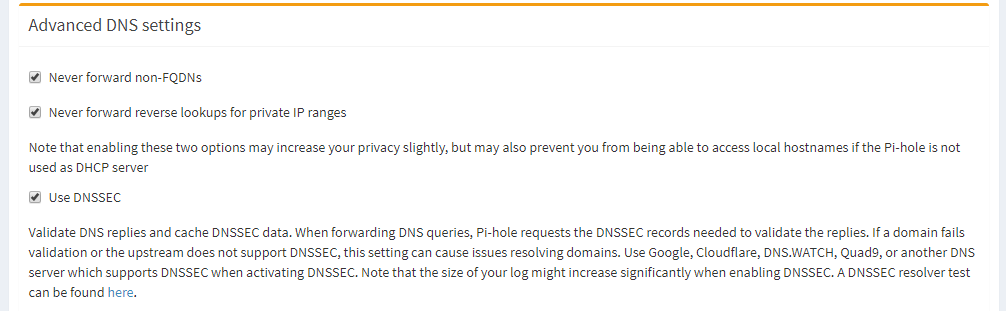 Advanced DNS settings
Never forward non-FQDNs
Never forward reverse lookups for private IP ranges
Note that enabling these two options may increase your privacy slightly, but may also prevent you from being able to access local hostnames if the Pi-hole is not
used as DHCP server
Use DNSSEC
Validate DNS replies and cache DNSSEC data. When forwarding DNS queries, Pi-hole requests the DNSSEC records needed to validate the replies. If a domain fails
validation or the upstream does not support DNSSEC, this setting can cause issues resolving domains. Use Google, Cloudflare, DNS.WATCH, Quad9, or another DNS
server which supports DNSSEC when activating DNSSEC. Note that the size of your log might increase significantly when enabling DNSSEC. A DNSSEC resolver test
can be found here.